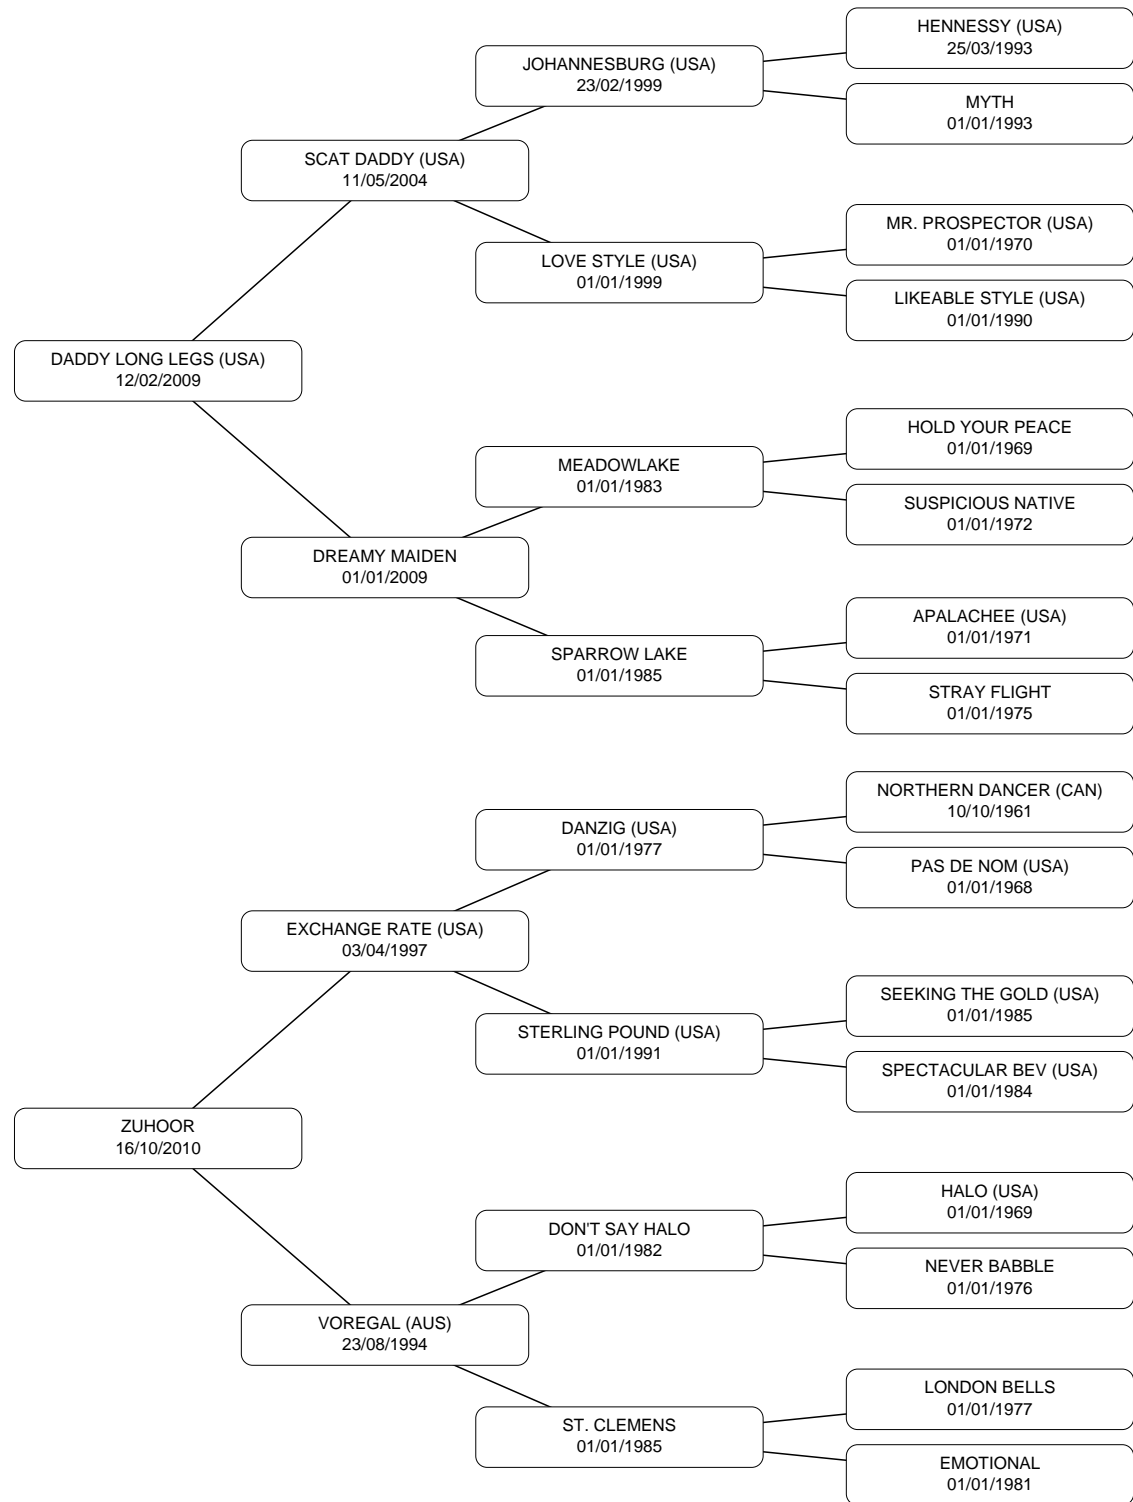 HENNESSY (USA)
25/03/1993
JOHANNESBURG (USA)
23/02/1999
MYTH
01/01/1993
SCAT DADDY (USA)
11/05/2004
MR. PROSPECTOR (USA)
01/01/1970
LOVE STYLE (USA)
01/01/1999
LIKEABLE STYLE (USA)
01/01/1990
DADDY LONG LEGS (USA)
12/02/2009
HOLD YOUR PEACE
01/01/1969
MEADOWLAKE
01/01/1983
SUSPICIOUS NATIVE
01/01/1972
DREAMY MAIDEN
01/01/2009
APALACHEE (USA)
01/01/1971
SPARROW LAKE
01/01/1985
STRAY FLIGHT
01/01/1975
NORTHERN DANCER (CAN)
10/10/1961
DANZIG (USA)
01/01/1977
PAS DE NOM (USA)
01/01/1968
EXCHANGE RATE (USA)
03/04/1997
SEEKING THE GOLD (USA)
01/01/1985
STERLING POUND (USA)
01/01/1991
SPECTACULAR BEV (USA)
01/01/1984
ZUHOOR
16/10/2010
HALO (USA)
01/01/1969
DON'T SAY HALO
01/01/1982
NEVER BABBLE
01/01/1976
VOREGAL (AUS)
23/08/1994
LONDON BELLS
01/01/1977
ST. CLEMENS
01/01/1985
EMOTIONAL
01/01/1981